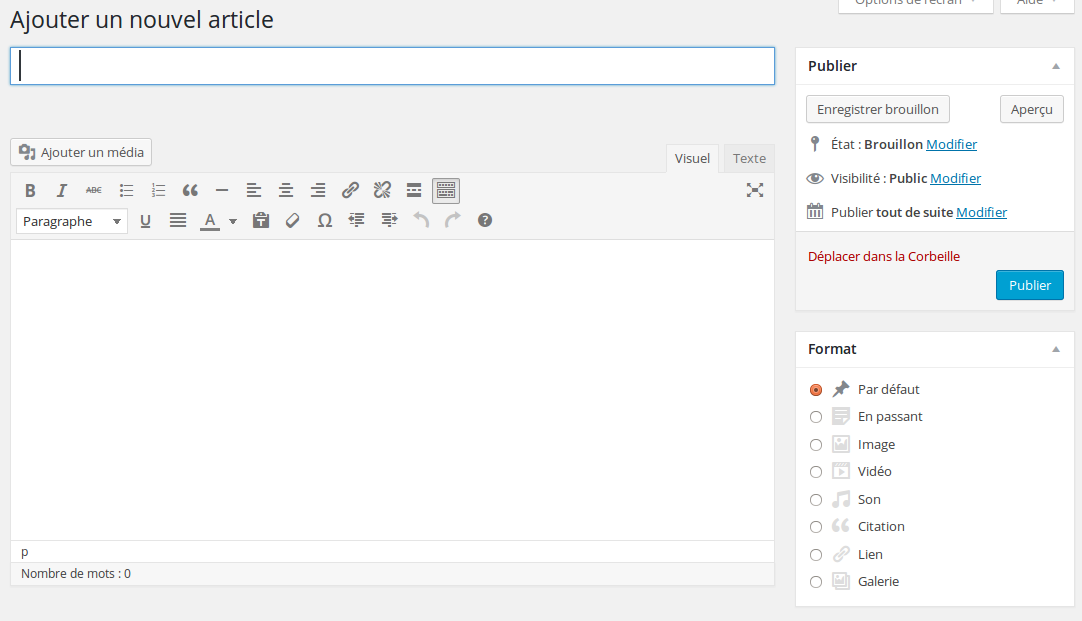 Options de l'écran
Aide
Ajouter un nouvel article
Ajouter un média
Visuel
Texte
B I ABC
Paragraphe
U A Ω ?
p
Nombre de mots : 0
Publier
Enregistrer brouillon
Aperçu
État : Brouillon Modifier
Visibilité : Public Modifier
Publier tout de suite Modifier
Déplacer dans la Corbeille
Publier
Format
Par défaut
En passant
Image
Vidéo
Son
Citation
Lien
Galerie